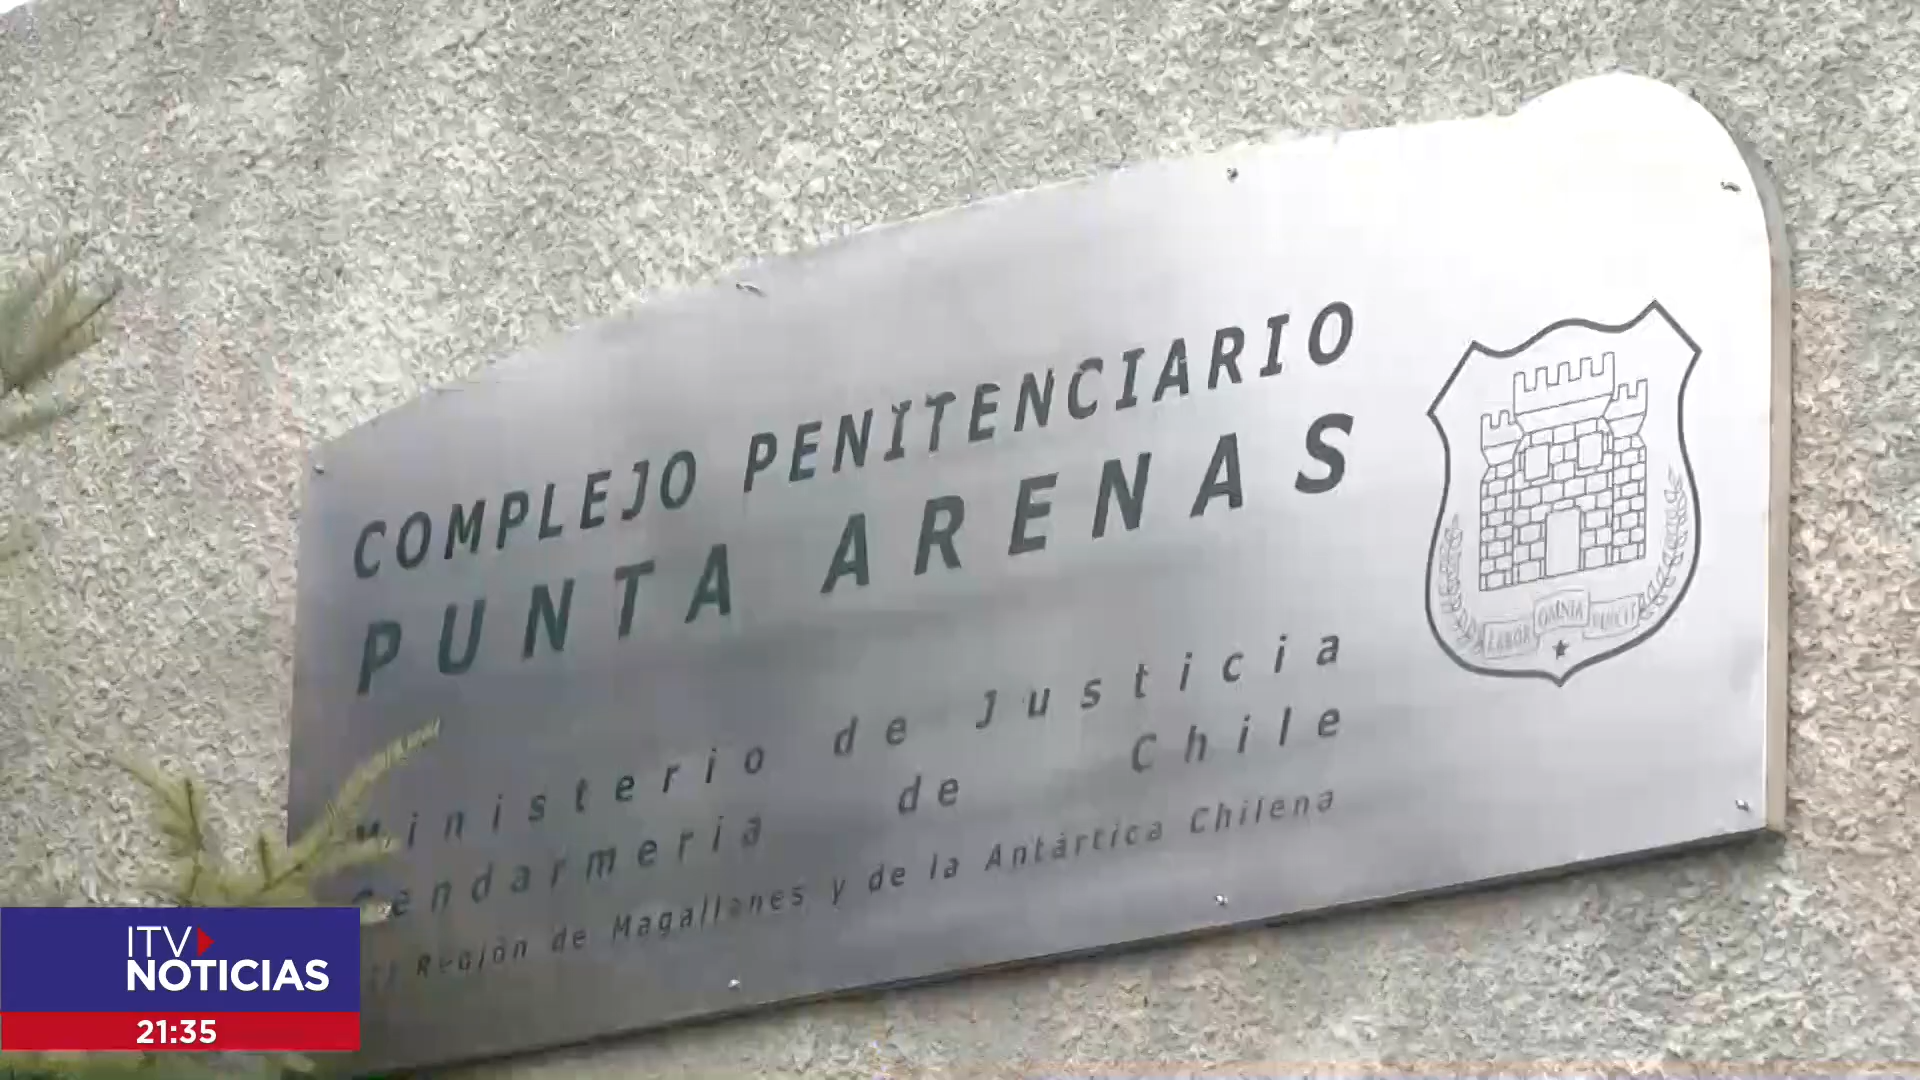 COMPLEJO PENITENCIARIO
PUNTA ARENAS
Ministerio de Justicia
Gendarmeria de Chile
Región de Magallanes y de la Antártica Chilena
LABOR OMNIA VINCIT
ITV
NOTICIAS
21:35